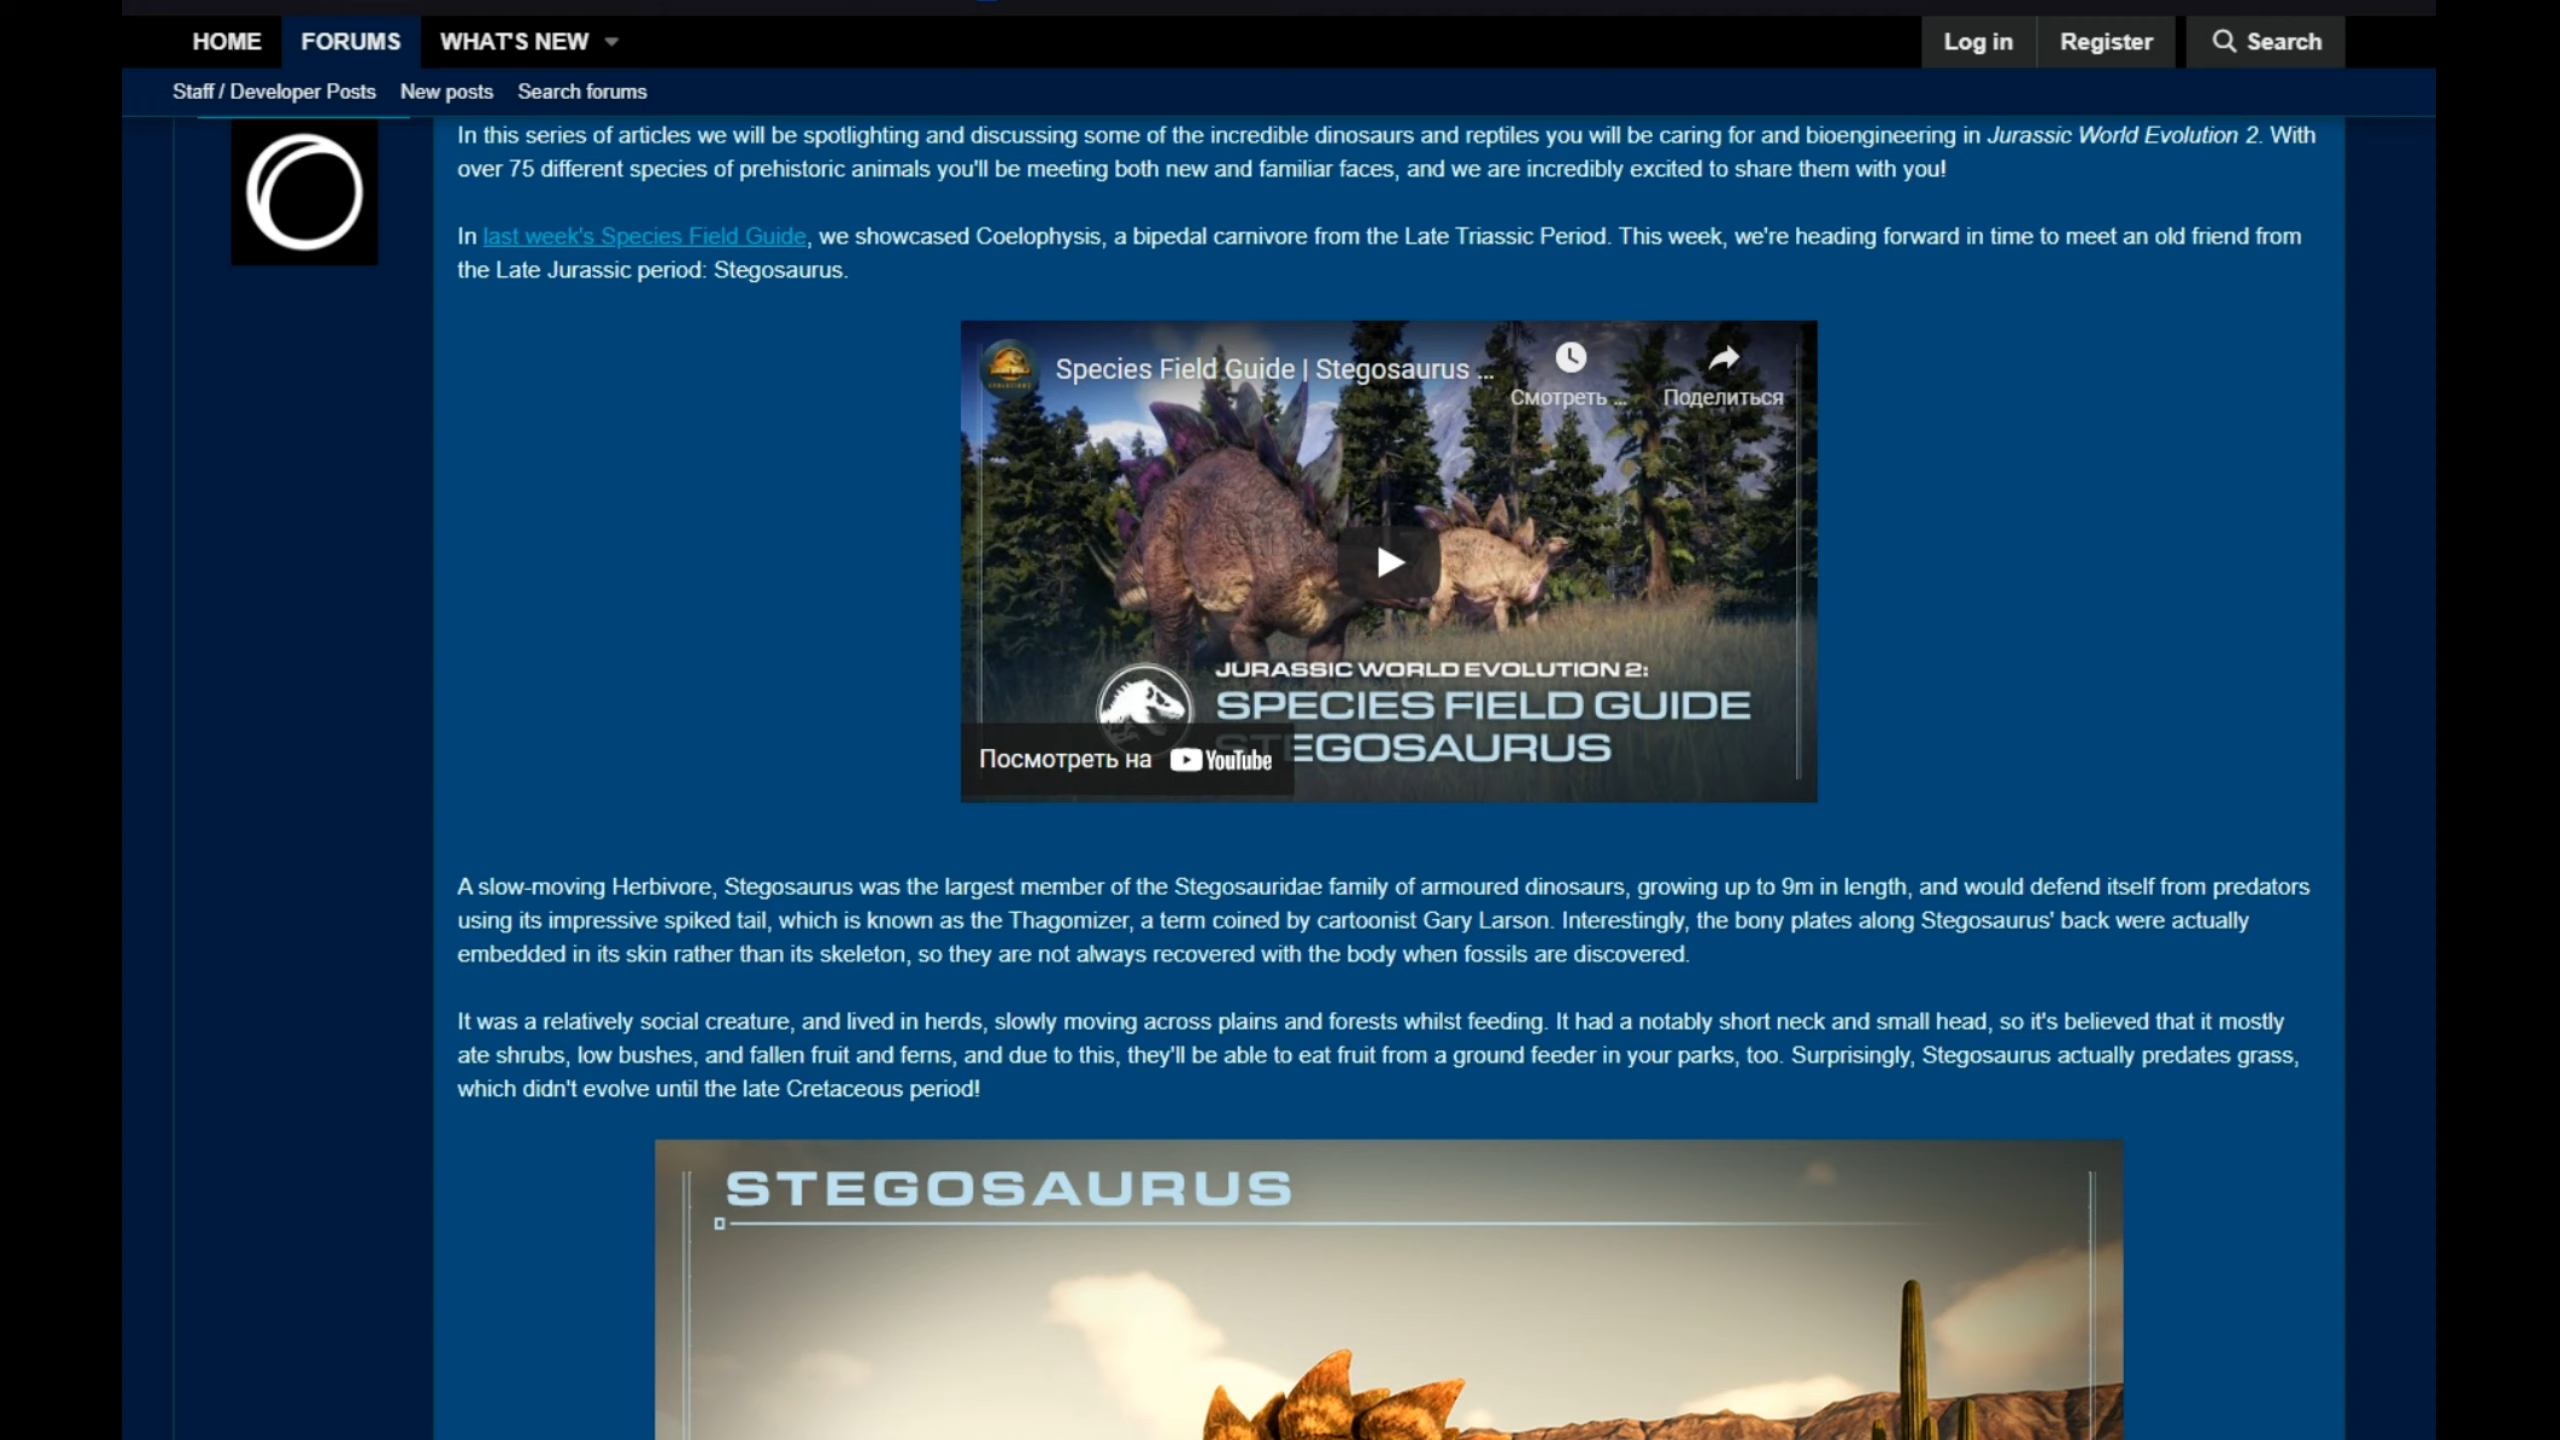 HOME FORUMS WHAT'S NEW Log in Register Search
Staff / Developer Posts New posts Search forums
In this series of articles we will be spotlighting and discussing some of the incredible dinosaurs and reptiles you will be caring for and bioengineering in Jurassic World Evolution 2. With
over 75 different species of prehistoric animals you'll be meeting both new and familiar faces, and we are incredibly excited to share them with you!
In last week's Species Field Guide, we showcased Coelophysis, a bipedal carnivore from the Late Triassic Period. This week, we're heading forward in time to meet an old friend from
the Late Jurassic period: Stegosaurus.
Species Field Guide | Stegosaurus ...
Смотреть ... Поделиться
JURASSIC WORLD EVOLUTION 2:
SPECIES FIELD GUIDE
STEGOSAURUS
Посмотреть на YouTube
A slow-moving Herbivore, Stegosaurus was the largest member of the Stegosauridae family of armoured dinosaurs, growing up to 9m in length, and would defend itself from predators
using its impressive spiked tail, which is known as the Thagomizer, a term coined by cartoonist Gary Larson. Interestingly, the bony plates along Stegosaurus' back were actually
embedded in its skin rather than its skeleton, so they are not always recovered with the body when fossils are discovered.
It was a relatively social creature, and lived in herds, slowly moving across plains and forests whilst feeding. It had a notably short neck and small head, so it's believed that it mostly
ate shrubs, low bushes, and fallen fruit and ferns, and due to this, they'll be able to eat fruit from a ground feeder in your parks, too. Surprisingly, Stegosaurus actually predates grass,
which didn't evolve until the late Cretaceous period!
STEGOSAURUS